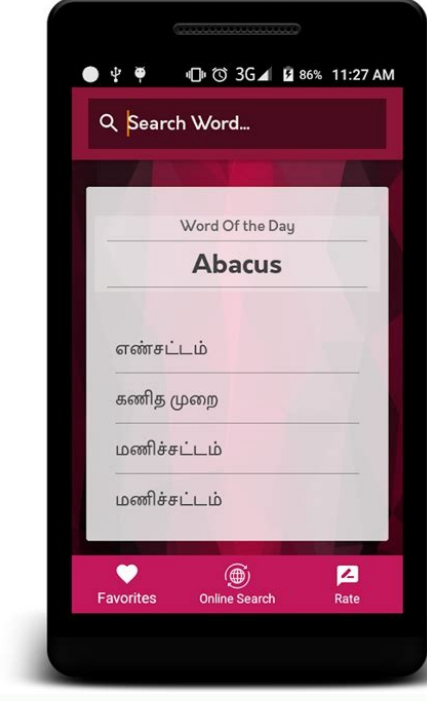 3G 86% 11:27 AM
Search Word...
Word Of the Day
Abacus
எண்சட்டம்
கணித முறை
மணிச்சட்டம்
மணிச்சட்டம்
Favorites Online Search Rate